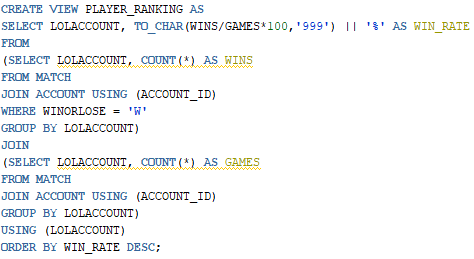 CREATE VIEW PLAYER_RANKING AS
SELECT LOLACCOUNT, TO_CHAR(WINS/GAMES*100,'999') || '%' AS WIN_RATE
FROM
(SELECT LOLACCOUNT, COUNT(*) AS WINS
FROM MATCH
JOIN ACCOUNT USING (ACCOUNT_ID)
WHERE WINORLOSE = 'W'
GROUP BY LOLACCOUNT)
JOIN
(SELECT LOLACCOUNT, COUNT(*) AS GAMES
FROM MATCH
JOIN ACCOUNT USING (ACCOUNT_ID)
GROUP BY LOLACCOUNT)
USING (LOLACCOUNT)
ORDER BY WIN_RATE DESC;